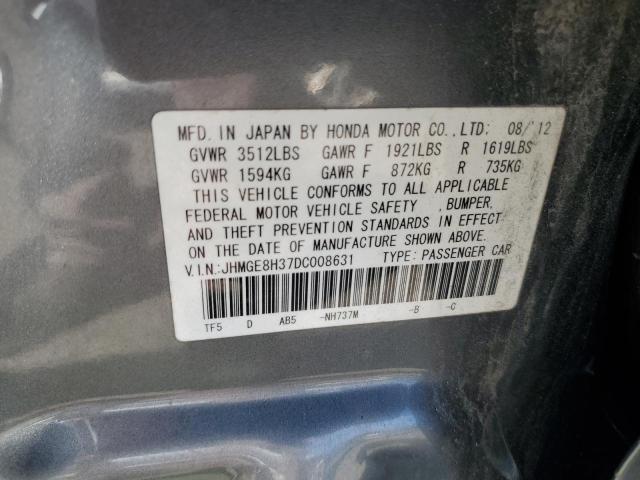 MFD. IN JAPAN BY HONDA MOTOR CO.,LTD: 08/'12
GVWR 3512LBS GAWR F 1921LBS R 1619LBS
GVWR 1594KG GAWR F 872KG R 735KG
THIS VEHICLE CONFORMS TO ALL APPLICABLE
FEDERAL MOTOR VEHICLE SAFETY ,BUMPER,
AND THEFT PREVENTION STANDARDS IN EFFECT
ON THE DATE OF MANUFACTURE SHOWN ABOVE.
V.I.N.:JHMGE8H37DC008631 TYPE: PASSENGER CAR
TF5 D AB5 -NH737M -B -C